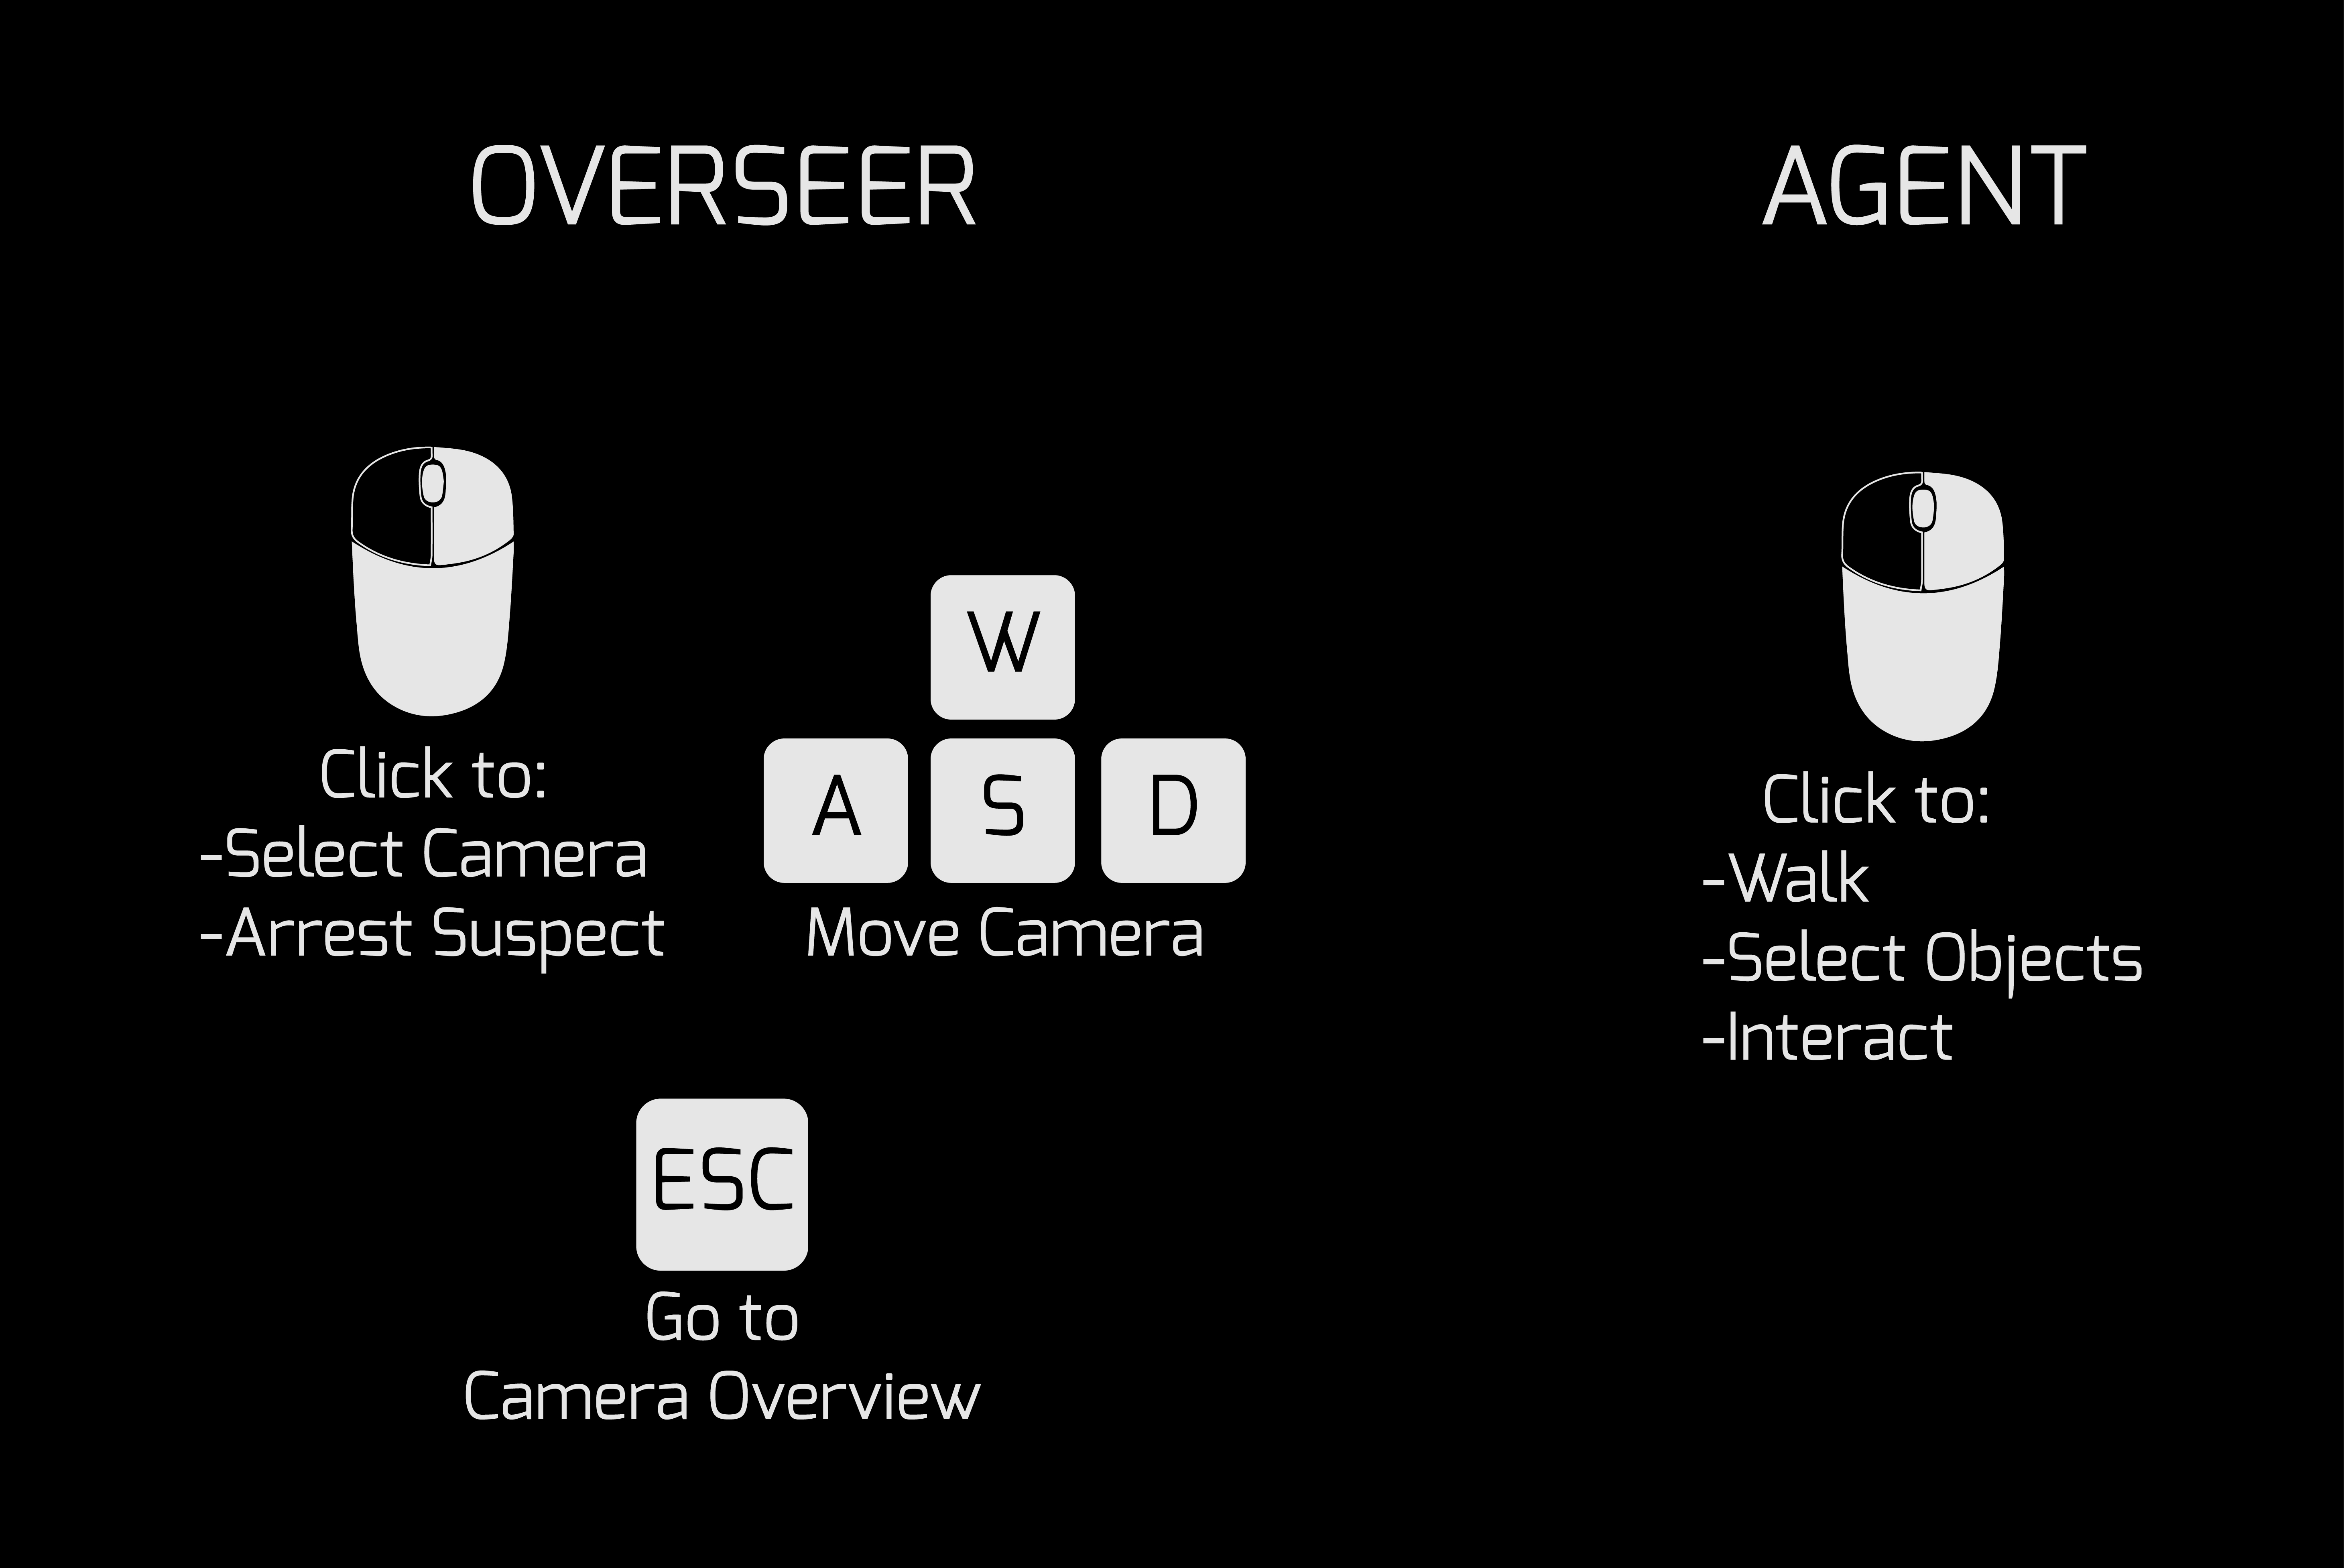 OVERSEER
Click to:
-Select Camera
-Arrest Suspect
W
A S D
Move Camera
ESC
Go to
Camera Overview
AGENT
Click to:
-Walk
-Select Objects
-Interact